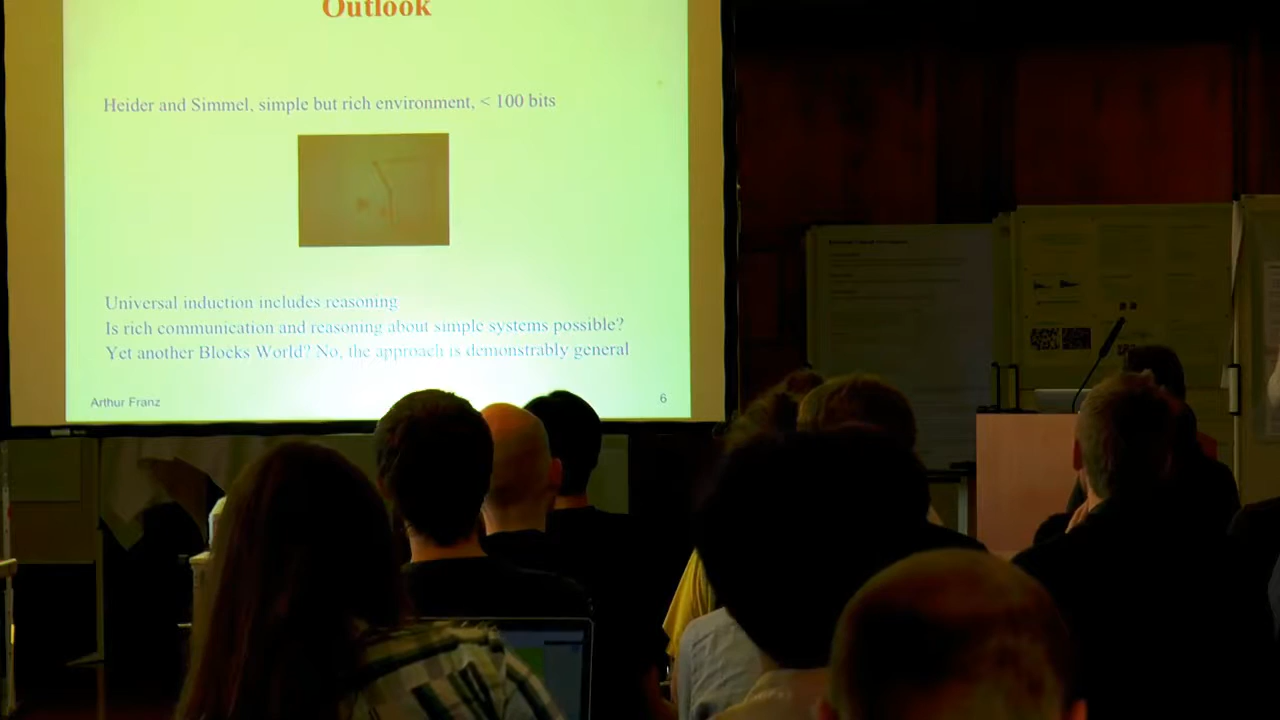 Outlook
Heider and Simmel, simple but rich environment, < 100 bits
Universal induction includes reasoning
Is rich communication and reasoning about simple systems possible?
Yet another Blocks World? No, the approach is demonstrably general
Arthur Franz
6